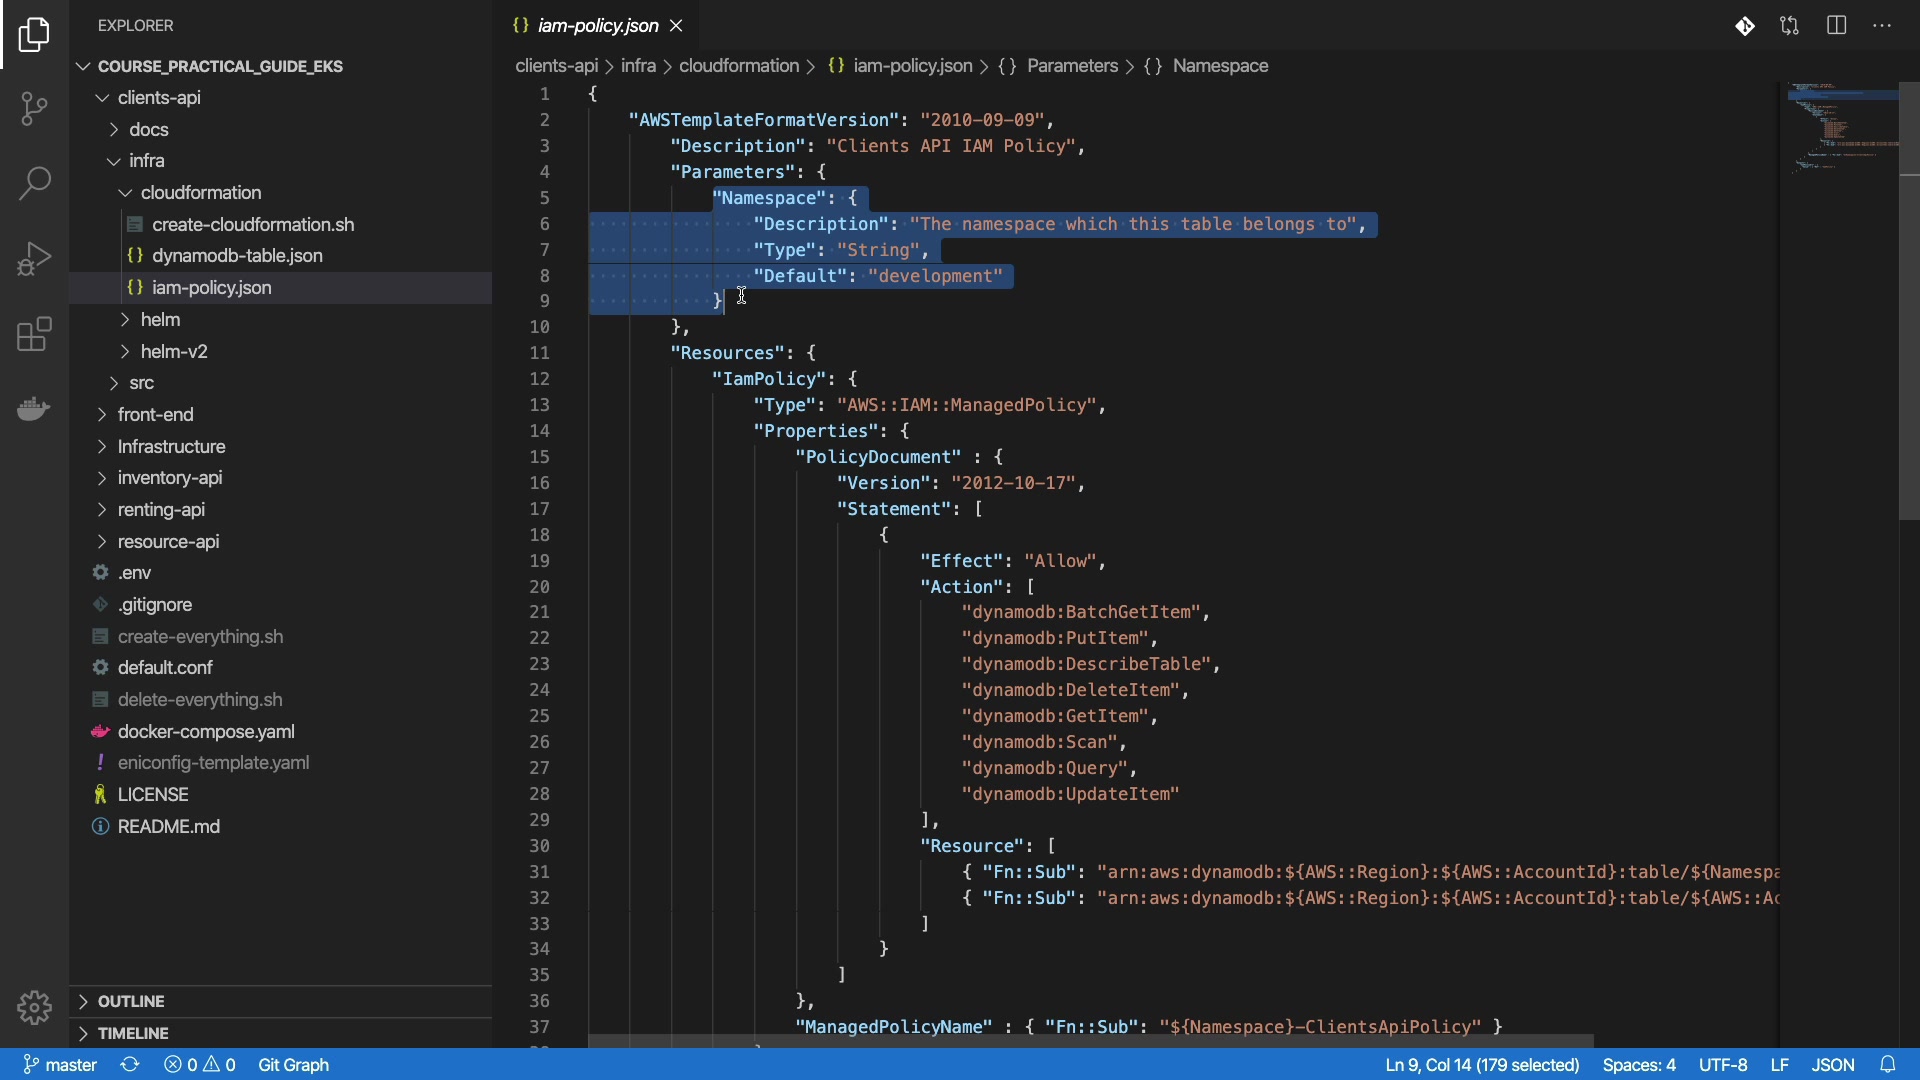 EXPLORER
COURSE_PRACTICAL_GUIDE_EKS
clients-api
docs
infra
cloudformation
create-cloudformation.sh
dynamodb-table.json
iam-policy.json
helm
helm-v2
src
front-end
Infrastructure
inventory-api
renting-api
resource-api
.env
.gitignore
create-everything.sh
default.conf
delete-everything.sh
docker-compose.yaml
! eniconfig-template.yaml
LICENSE
README.md
OUTLINE
TIMELINE
{} iam-policy.json
clients-api > infra > cloudformation > {} iam-policy.json > {} Parameters > {} Namespace
1 {
2 "AWSTemplateFormatVersion": "2010-09-09",
3 "Description": "Clients API IAM Policy",
4 "Parameters": {
5 "Namespace": {
6 "Description": "The namespace which this table belongs to",
7 "Type": "String",
8 "Default": "development"
9 }
10 },
11 "Resources": {
12 "IamPolicy": {
13 "Type": "AWS::IAM::ManagedPolicy",
14 "Properties": {
15 "PolicyDocument" : {
16 "Version": "2012-10-17",
17 "Statement": [
18 {
19 "Effect": "Allow",
20 "Action": [
21 "dynamodb:BatchGetItem",
22 "dynamodb:PutItem",
23 "dynamodb:DescribeTable",
24 "dynamodb:DeleteItem",
25 "dynamodb:GetItem",
26 "dynamodb:Scan",
27 "dynamodb:Query",
28 "dynamodb:UpdateItem"
29 ],
30 "Resource": [
31 { "Fn::Sub": "arn:aws:dynamodb:${AWS::Region}:${AWS::AccountId}:table/${Namespa
32 { "Fn::Sub": "arn:aws:dynamodb:${AWS::Region}:${AWS::AccountId}:table/${AWS::Ac
33 ]
34 }
35 ]
36 },
37 "ManagedPolicyName" : { "Fn::Sub": "${Namespace}-ClientsApiPolicy" }
master 0 0 Git Graph Ln 9, Col 14 (179 selected) Spaces: 4 UTF-8 LF JSON